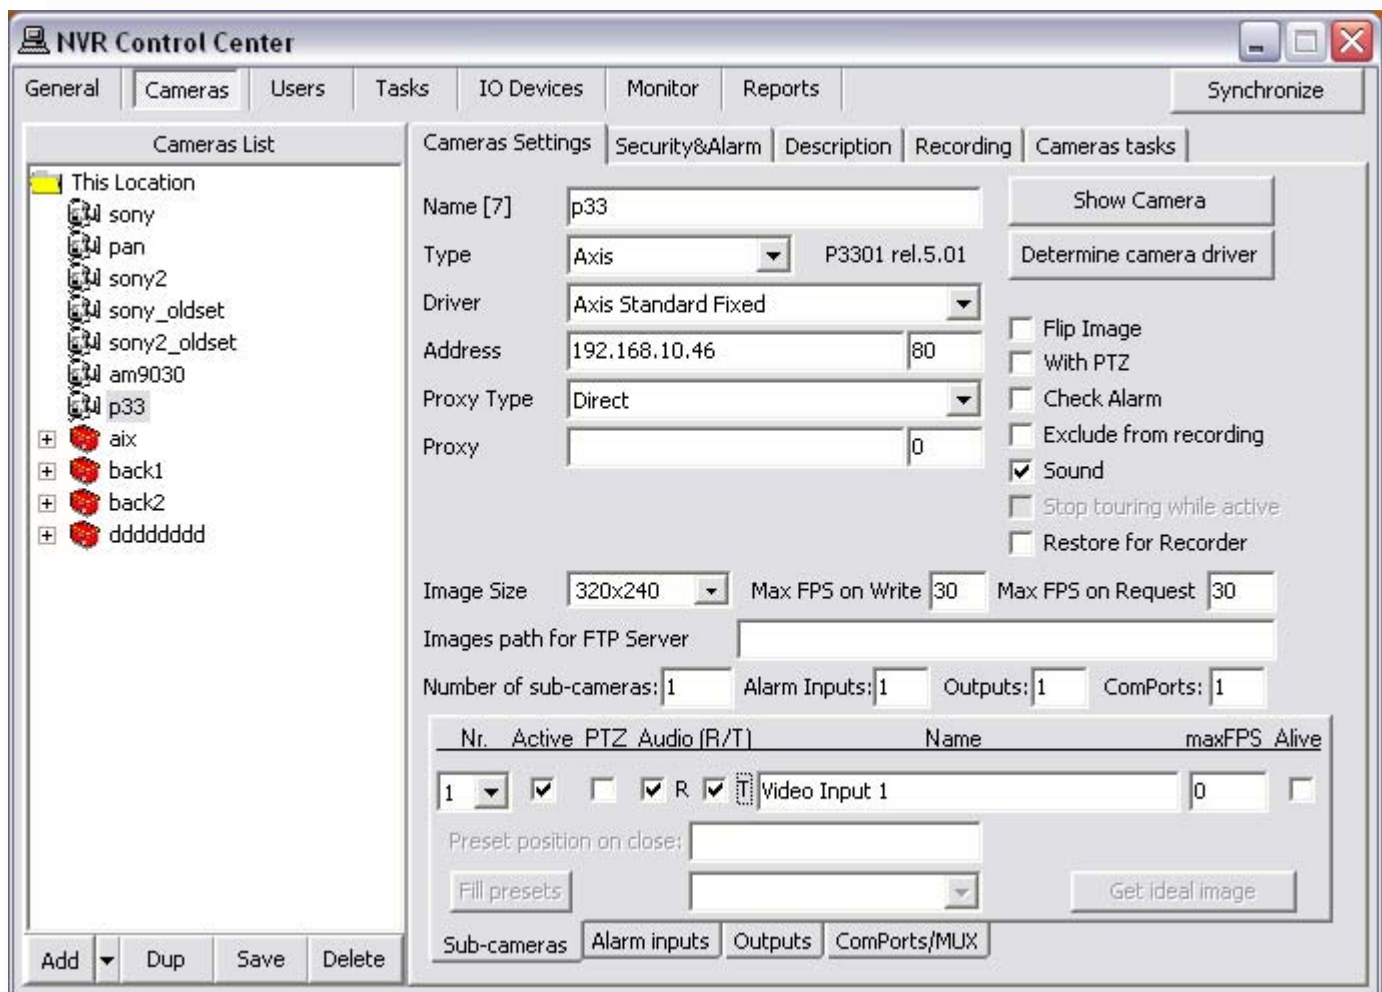 NVR Control Center
General Cameras Users Tasks IO Devices Monitor Reports Synchronize
Cameras List
This Location
sony
pan
sony2
sony_oldset
sony2_oldset
am9030
p33
aix
back1
back2
dddddddd
Add Dup Save Delete
Cameras Settings Security&Alarm Description Recording Cameras tasks
Name [7] p33 Show Camera
Type Axis P3301 rel.5.01 Determine camera driver
Driver Axis Standard Fixed
Address 192.168.10.46 80
Proxy Type Direct
Proxy 0
Flip Image
With PTZ
Check Alarm
Exclude from recording
Sound
Stop touring while active
Restore for Recorder
Image Size 320x240 Max FPS on Write 30 Max FPS on Request 30
Images path for FTP Server
Number of sub-cameras: 1 Alarm Inputs: 1 Outputs: 1 ComPorts: 1
Nr. Active PTZ Audio (R/T) Name maxFPS Alive
1 R T Video Input 1 0
Preset position on close:
Fill presets Get ideal image
Sub-cameras Alarm inputs Outputs ComPorts/MUX